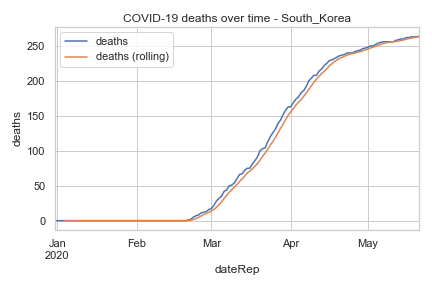 COVID-19 deaths over time - South_Korea
deaths
deaths (rolling)
deaths
250
200
150
100
50
0
Jan Feb Mar Apr May
2020
dateRep